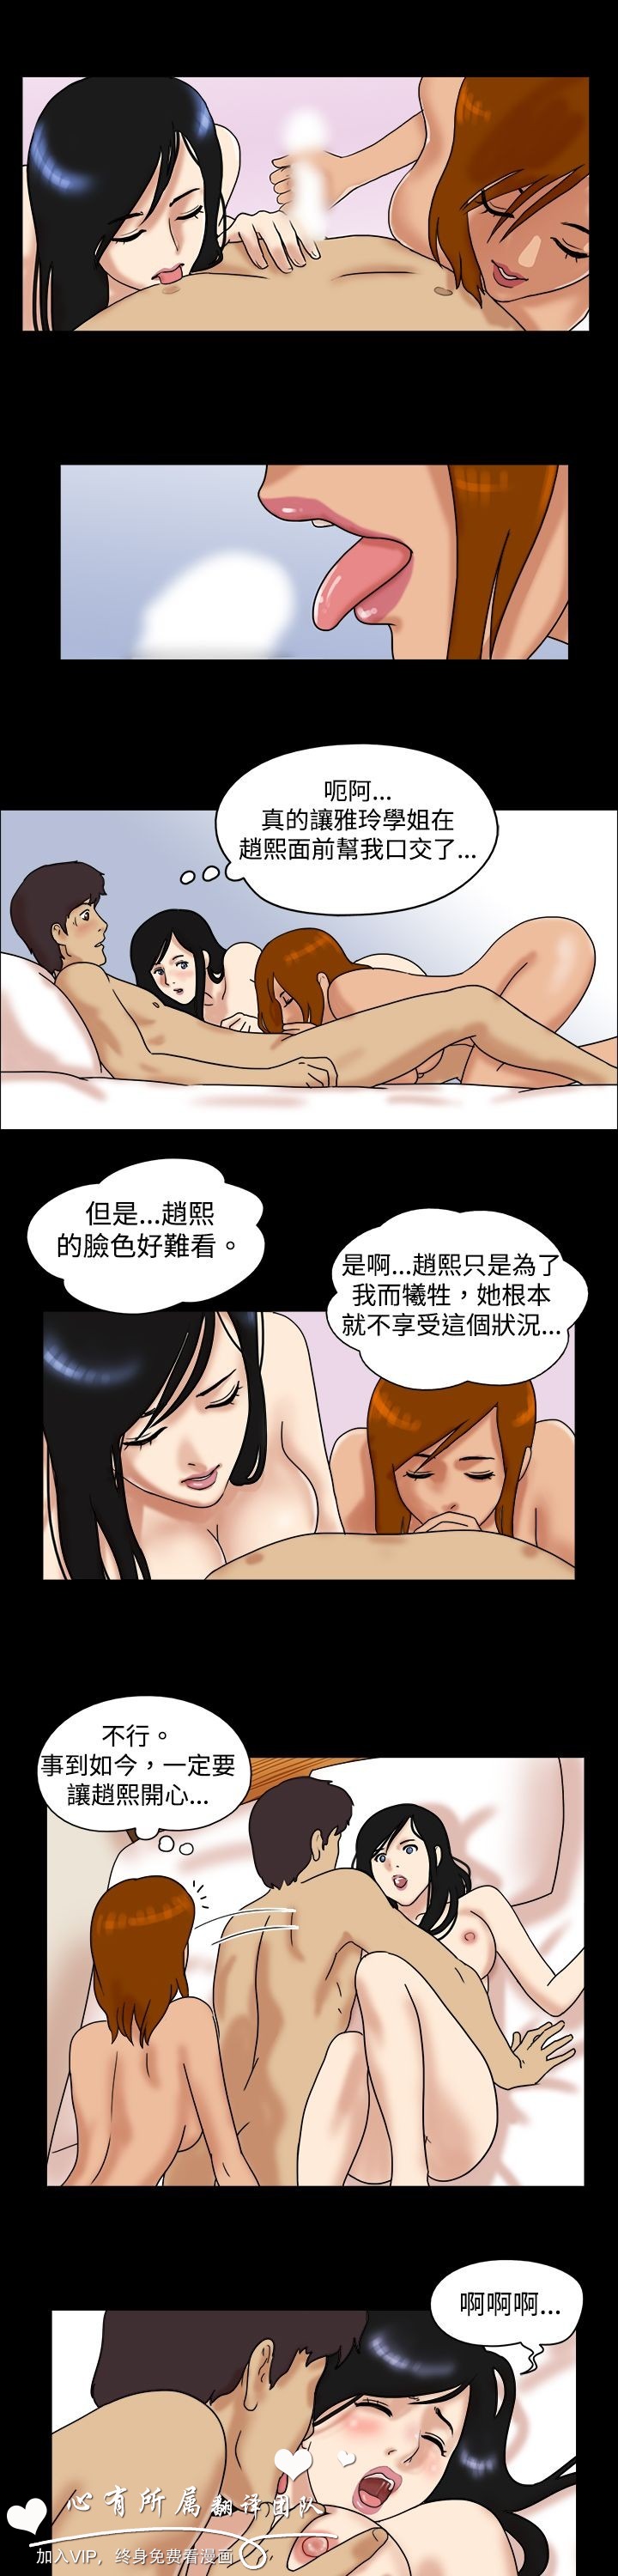 呃阿...
真的讓雅玲學姐在
趙熙面前幫我口交了...
但是...趙熙
的臉色好難看。
是啊...趙熙只是為了
我而犧牲，她根本
就不享受這個狀況...
不行。
事到如今，一定要
讓趙熙開心...
啊啊啊...
心有所属翻译团队
加入VIP，终身免费看漫画